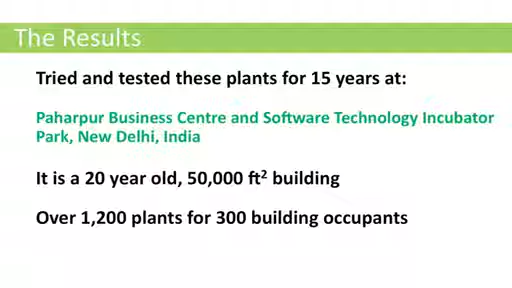 The Results
Tried and tested these plants for 15 years at:
Paharpur Business Centre and Software Technology Incubator
Park, New Delhi, India
It is a 20 year old, 50,000 ft² building
Over 1,200 plants for 300 building occupants